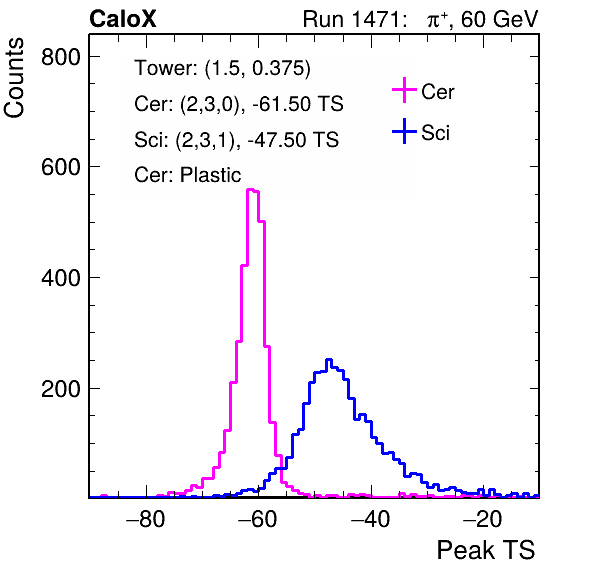 CaloX Run 1471: π⁺, 60 GeV
Counts
800
600
400
200
Tower: (1.5, 0.375)
Cer: (2,3,0), -61.50 TS
Sci: (2,3,1), -47.50 TS
Cer: Plastic
Cer
Sci
−80 −60 −40 −20
Peak TS